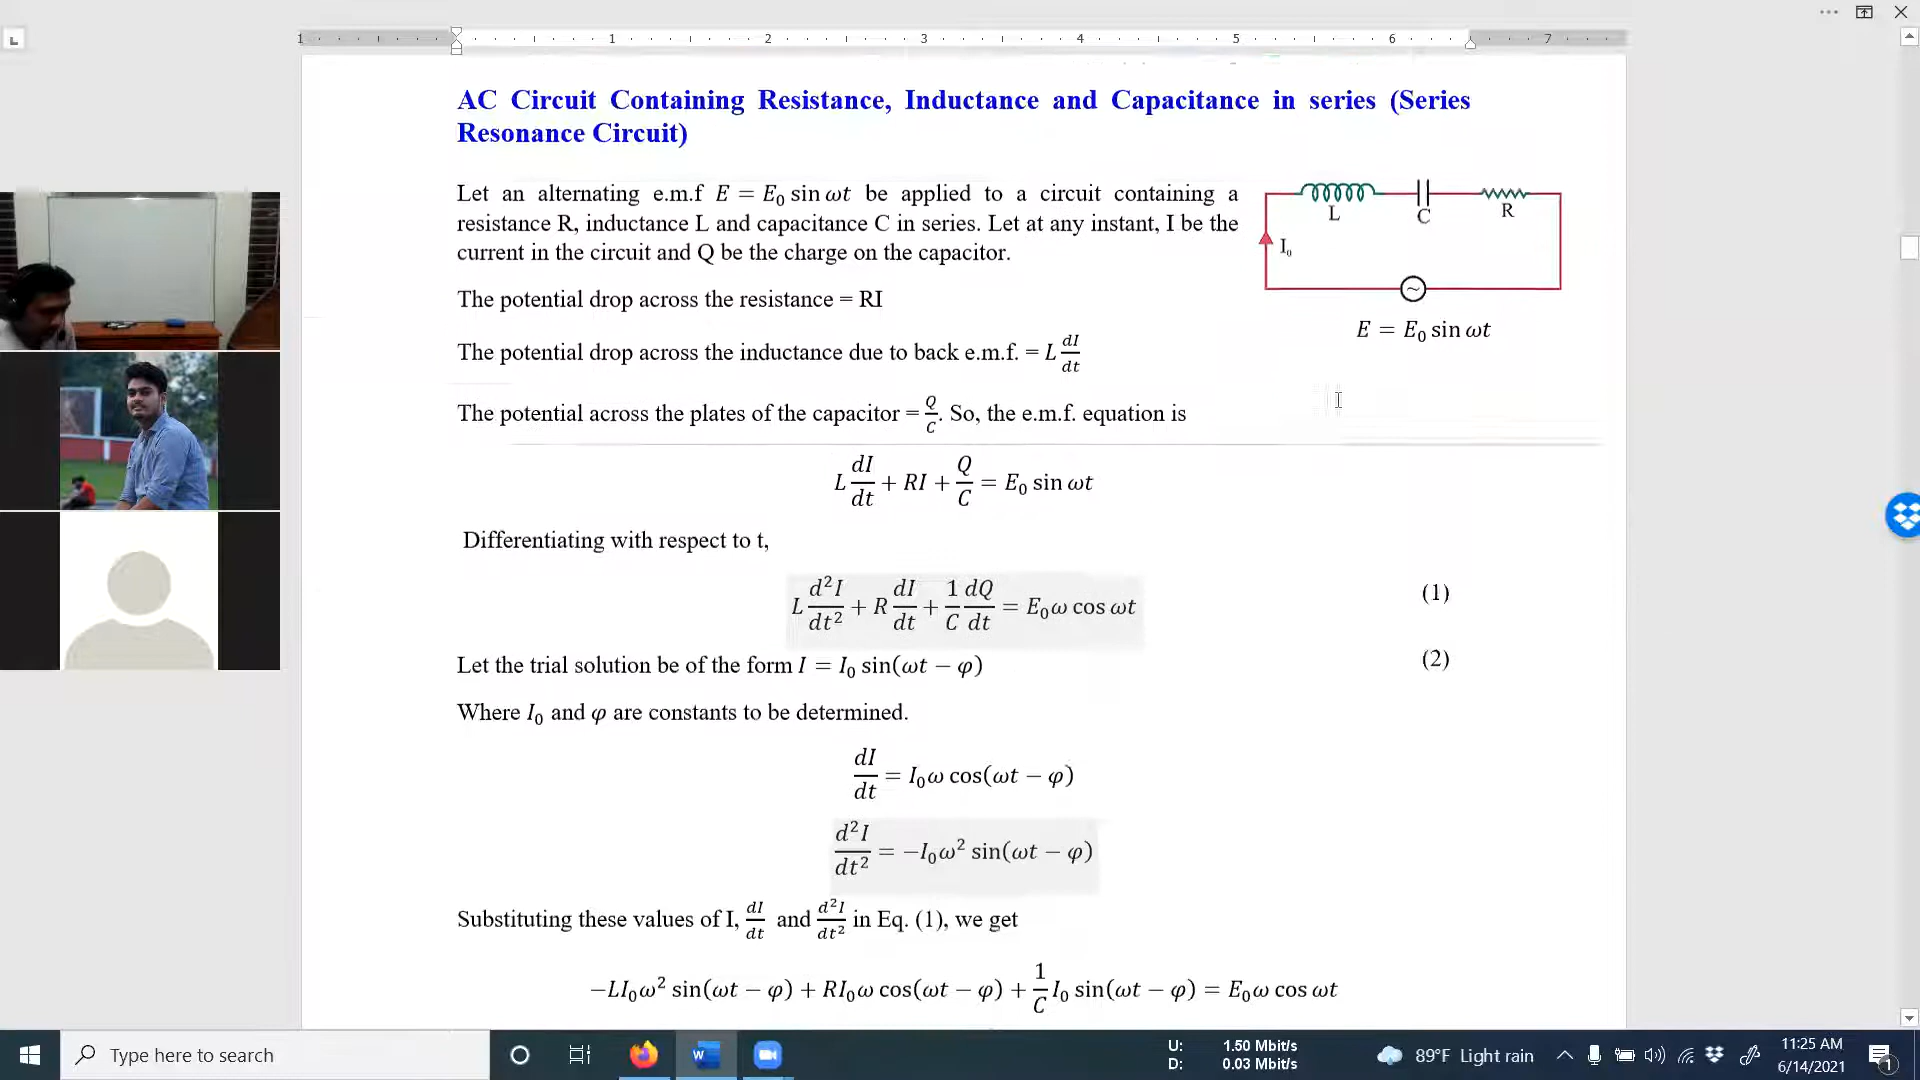 1 1 2 3 4 5 6 7
AC Circuit Containing Resistance, Inductance and Capacitance in series (Series
Resonance Circuit)
Let an alternating e.m.f E = E₀ sin ωt be applied to a circuit containing a
resistance R, inductance L and capacitance C in series. Let at any instant, I be the
current in the circuit and Q be the charge on the capacitor.
L C R
I₀
E = E₀ sin ωt
The potential drop across the resistance = RI
The potential drop across the inductance due to back e.m.f. = L dI/dt
The potential across the plates of the capacitor = Q/C. So, the e.m.f. equation is
L dI/dt + RI + Q/C = E₀ sin ωt
Differentiating with respect to t,
L d²I/dt² + R dI/dt + 1/C dQ/dt = E₀ω cos ωt (1)
Let the trial solution be of the form I = I₀ sin(ωt − φ) (2)
Where I₀ and φ are constants to be determined.
dI/dt = I₀ω cos(ωt − φ)
d²I/dt² = −I₀ω² sin(ωt − φ)
Substituting these values of I, dI/dt and d²I/dt² in Eq. (1), we get
−LI₀ω² sin(ωt − φ) + RI₀ω cos(ωt − φ) + 1/C I₀ sin(ωt − φ) = E₀ω cos ωt
Type here to search
W
U: 1.50 Mbit/s
D: 0.03 Mbit/s
89°F Light rain
11:25 AM
6/14/2021
1